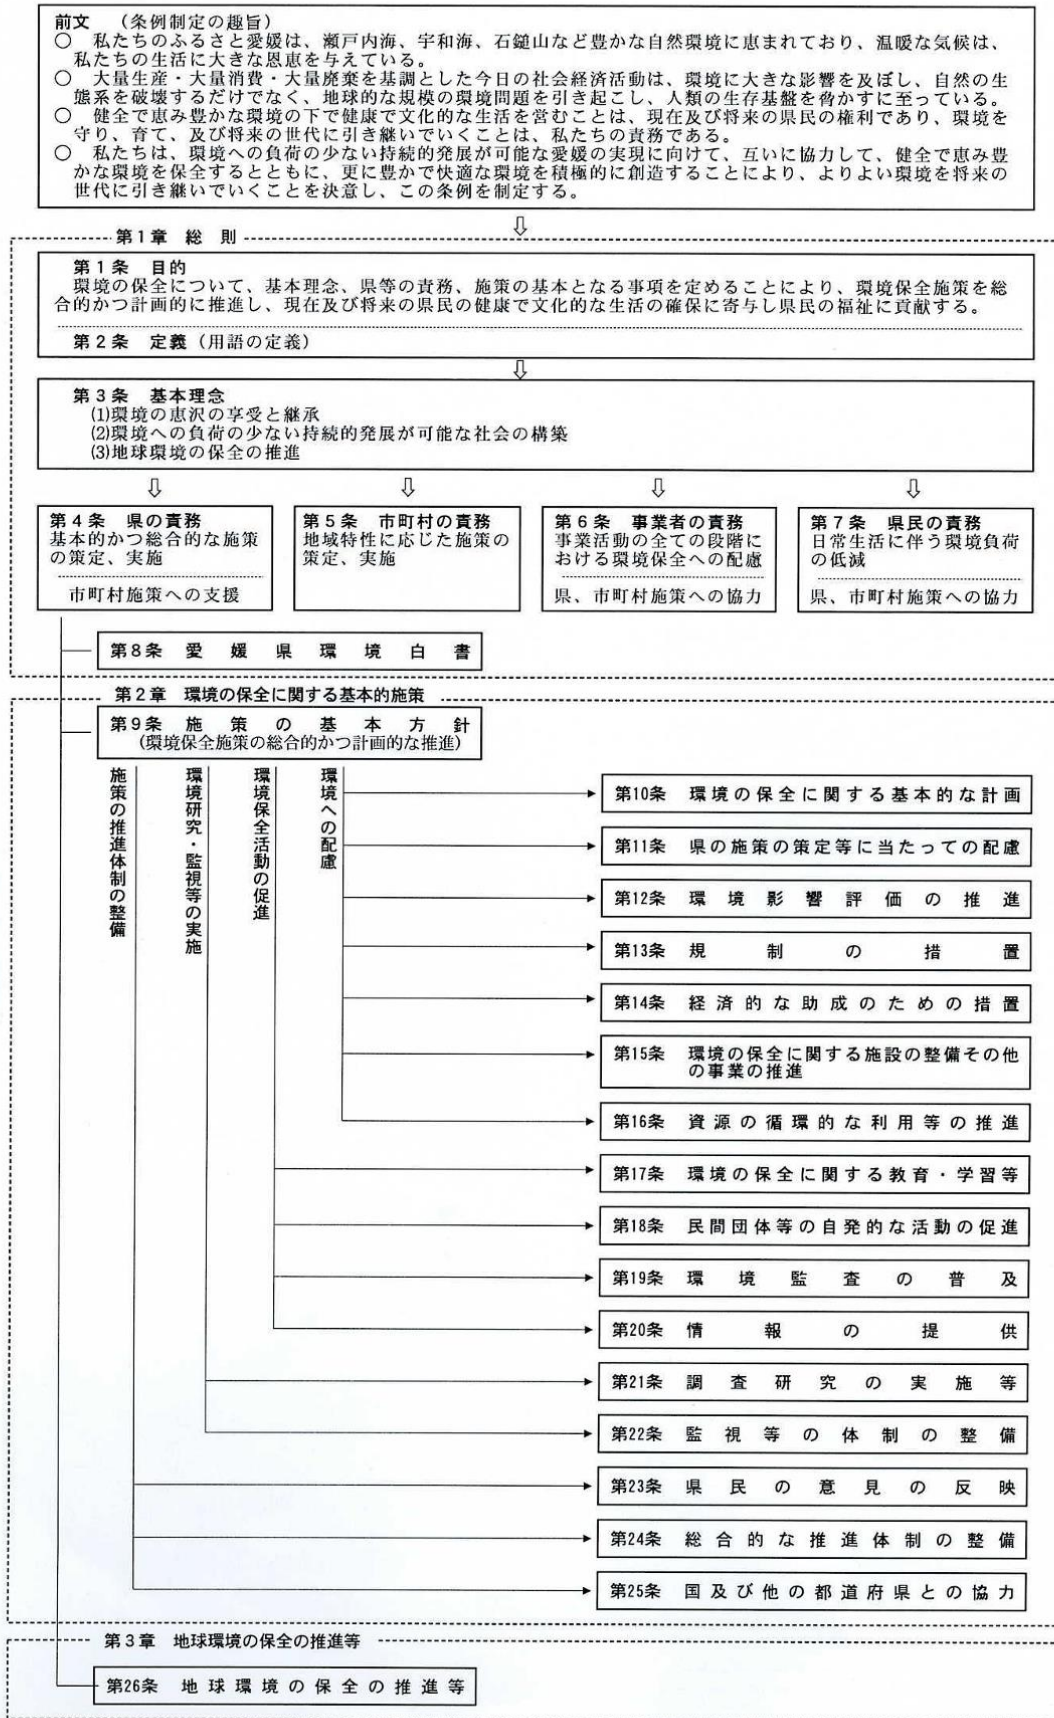 前文 （条例制定の趣旨）
○ 私たちのふるさと愛媛は、瀬戸内海、宇和海、石鎚山など豊かな自然環境に恵まれており、温暖な気候は、
私たちの生活に大きな恩恵を与えている。
○ 大量生産・大量消費・大量廃棄を基調とした今日の社会経済活動は、環境に大きな影響を及ぼし、自然の生
態系を破壊するだけでなく、地球的な規模の環境問題を引き起こし、人類の生存基盤を脅かすに至っている。
○ 健全で恵み豊かな環境の下で健康で文化的な生活を営むことは、現在及び将来の県民の権利であり、環境を
守り、育て、及び将来の世代に引き継いでいくことは、私たちの責務である。
○ 私たちは、環境への負荷の少ない持続的発展が可能な愛媛の実現に向けて、互いに協力して、健全で恵み豊
かな環境を保全するとともに、更に豊かで快適な環境を積極的に創造することにより、よりよい環境を将来の
世代に引き継いでいくことを決意し、この条例を制定する。
第1章 総 則
第1条 目的
環境の保全について、基本理念、県等の責務、施策の基本となる事項を定めることにより、環境保全施策を総
合的かつ計画的に推進し、現在及び将来の県民の健康で文化的な生活の確保に寄与し県民の福祉に貢献する。
第2条 定義（用語の定義）
第3条 基本理念
(1)環境の恵沢の享受と継承
(2)環境への負荷の少ない持続的発展が可能な社会の構築
(3)地球環境の保全の推進
第4条 県の責務
基本的かつ総合的な施策
の策定、実施
市町村施策への支援
第5条 市町村の責務
地域特性に応じた施策の
策定、実施
第6条 事業者の責務
事業活動の全ての段階に
おける環境保全への配慮
県、市町村施策への協力
第7条 県民の責務
日常生活に伴う環境負荷
の低減
県、市町村施策への協力
第8条 愛媛県環境白書
第2章 環境の保全に関する基本的施策
第9条 施策の基本方針
(環境保全施策の総合的かつ計画的な推進)
施策の推進体制の整備
環境研究・監視等の実施
環境保全活動の促進
環境への配慮
第10条 環境の保全に関する基本的な計画
第11条 県の施策の策定等に当たっての配慮
第12条 環境影響評価の推進
第13条 規制の措置
第14条 経済的な助成のための措置
第15条 環境の保全に関する施設の整備その他
の事業の推進
第16条 資源の循環的な利用等の推進
第17条 環境の保全に関する教育・学習等
第18条 民間団体等の自発的な活動の促進
第19条 環境監査の普及
第20条 情報の提供
第21条 調査研究の実施等
第22条 監視等の体制の整備
第23条 県民の意見の反映
第24条 総合的な推進体制の整備
第25条 国及び他の都道府県との協力
第3章 地球環境の保全の推進等
第26条 地球環境の保全の推進等